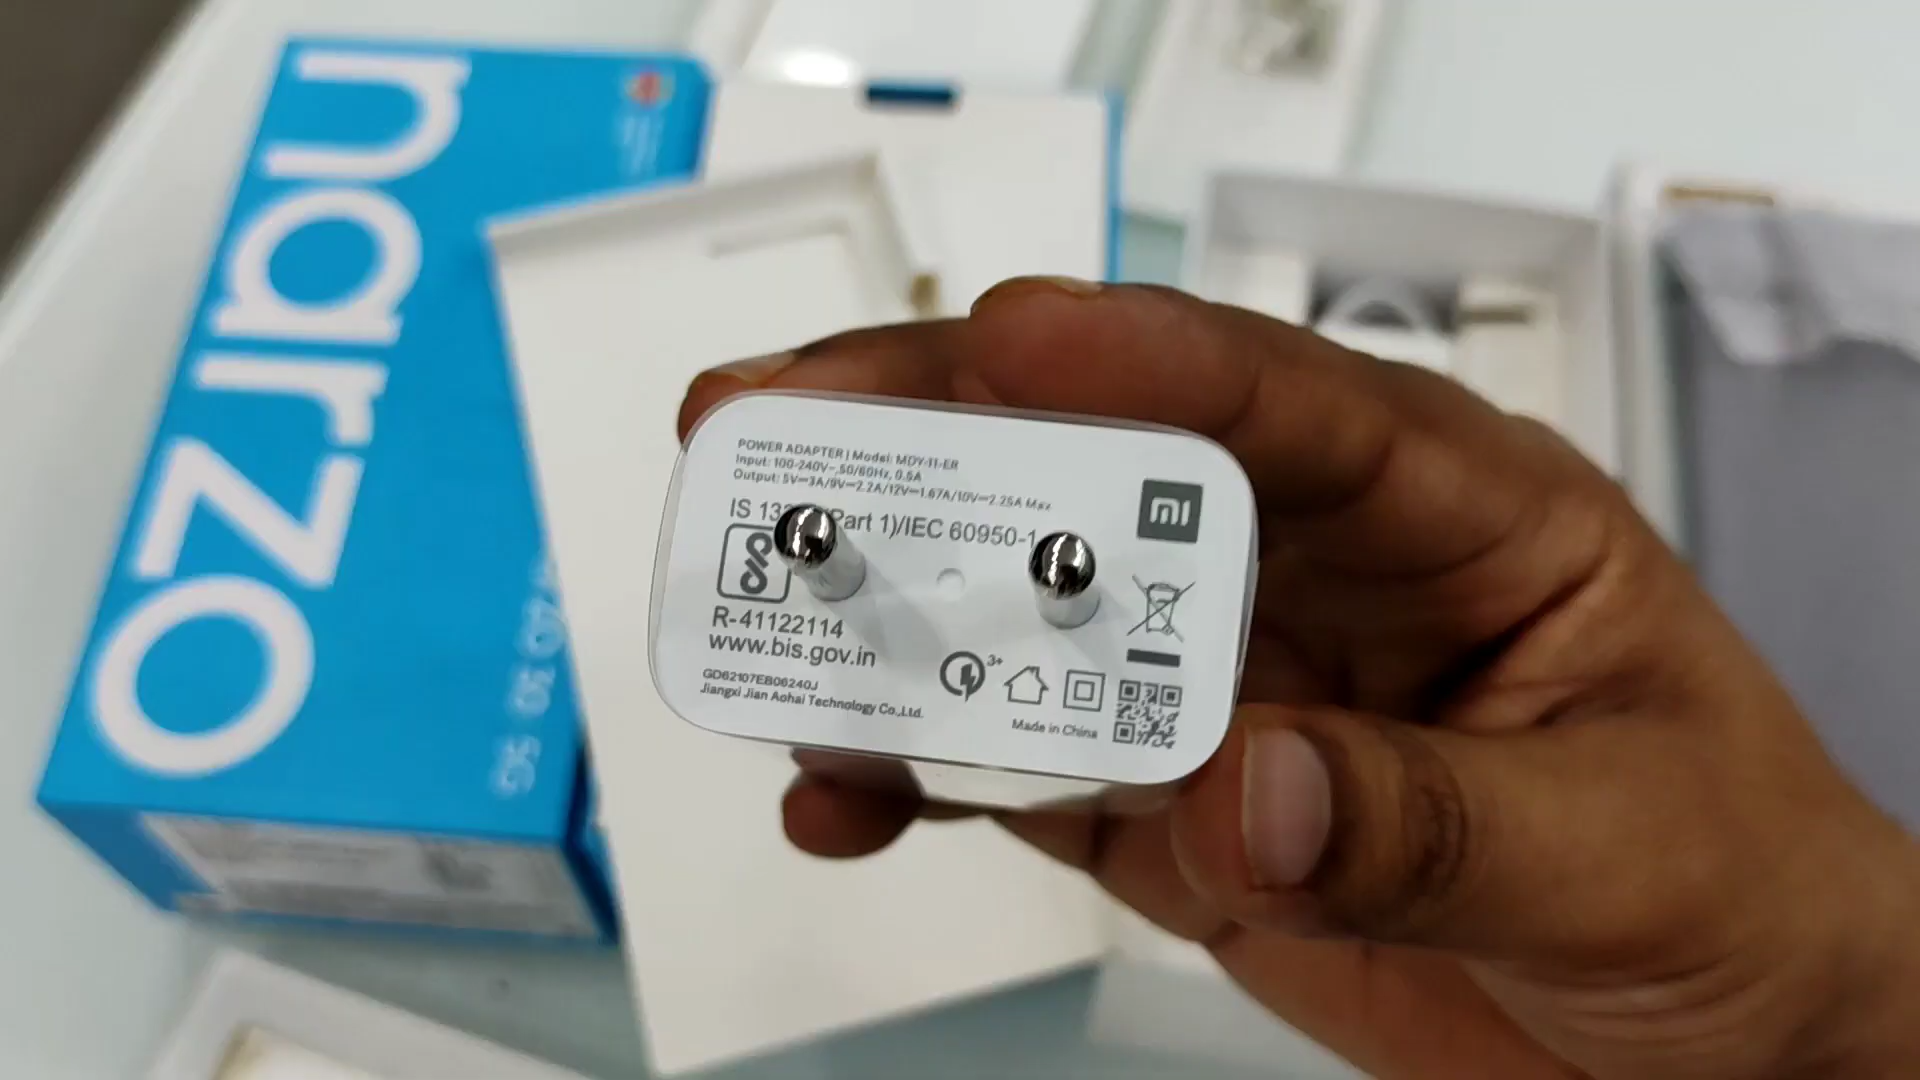 narzo
5G
POWER ADAPTER | Model: MDY-11-ER
Input: 100-240V~,50/60Hz, 0.5A
Output: 5V⎓3A/9V⎓2.2A/12V⎓1.67A/10V⎓2.25A Max
IS (Part 1)/IEC 60950-1
R-41122114
www.bis.gov.in
GD62107EB06240J
Jiangxi Jian Aohai Technology Co.,Ltd.
mi
3+
Made in China